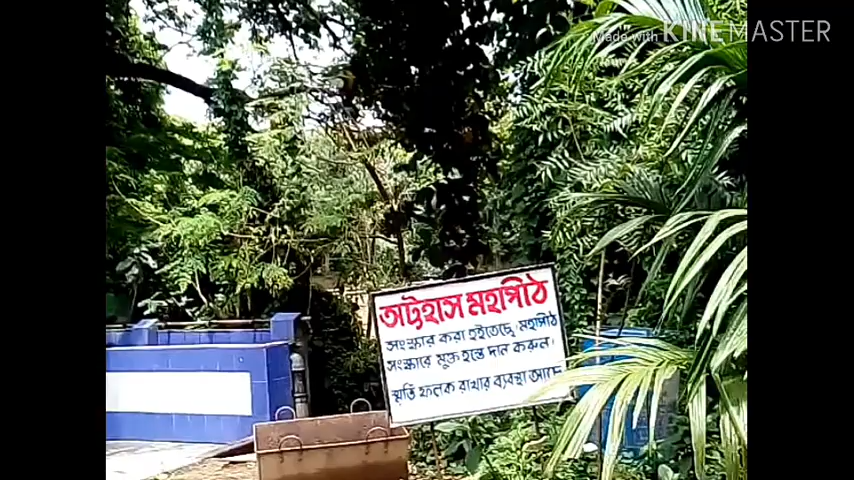 Made with KINEMASTER
অট্টহাস মহাপীঠ
সংস্কার করা হইতেছে, মহাপীঠ
সংস্কারে মুক্ত হস্তে দান করুন।
স্মৃতি ফলক রাখার ব্যবস্থা আছে